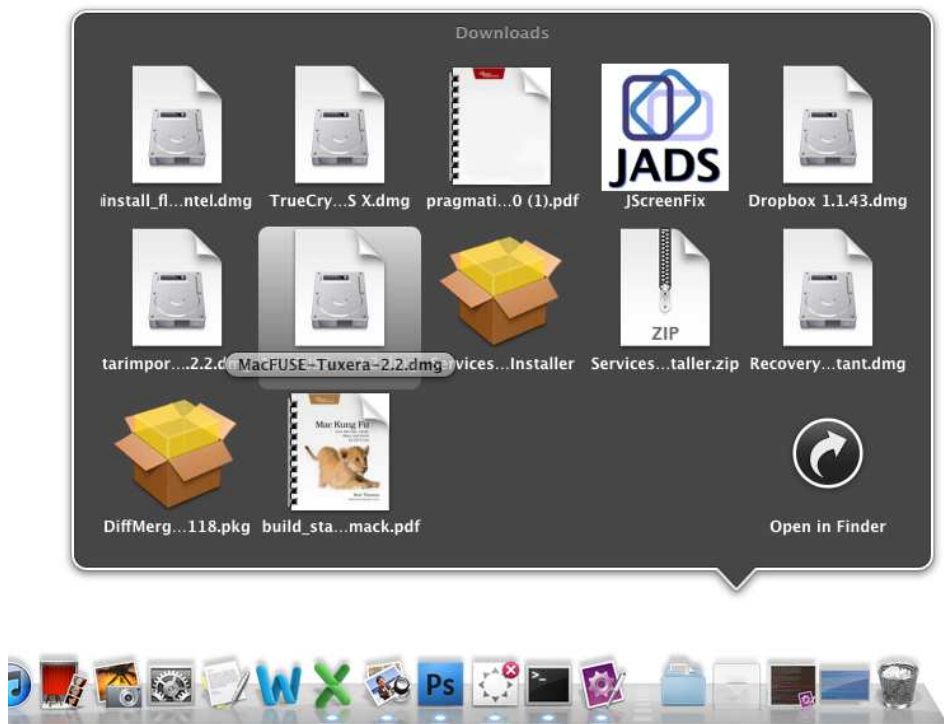 Downloads
JADS
install_fl...ntel.dmg
TrueCry...S X.dmg
pragmati...0 (1).pdf
JScreenFix
Dropbox 1.1.43.dmg
ZIP
tarimpor...2.2.d
MacFUSE-Tuxera-2.2.dmg
vices...Installer
Services...taller.zip
Recovery...tant.dmg
Mac Kung Fu
DiffMerg...118.pkg
build_sta...mack.pdf
Open in Finder
Ps